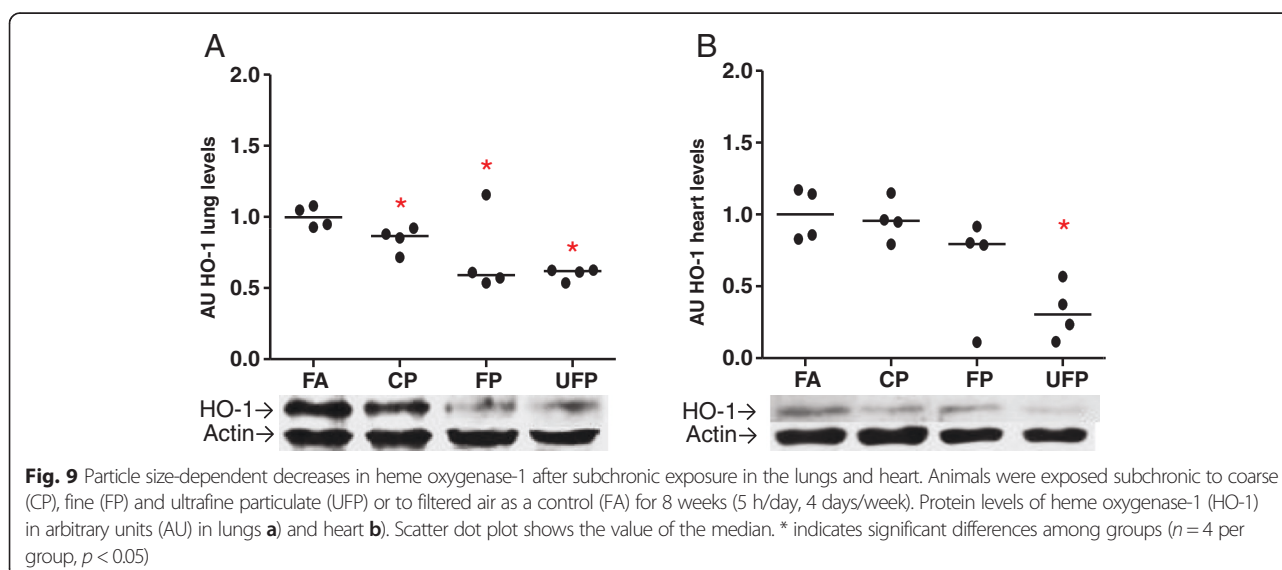 A
B
2.0
1.5
1.0
0.5
0.0
AU HO-1 lung levels
*
*
*
FA CP FP UFP
HO-1→
Actin→
2.0
1.5
1.0
0.5
0.0
AU HO-1 heart levels
*
FA CP FP UFP
HO-1→
Actin→
Fig. 9 Particle size-dependent decreases in heme oxygenase-1 after subchronic exposure in the lungs and heart. Animals were exposed subchronic to coarse
(CP), fine (FP) and ultrafine particulate (UFP) or to filtered air as a control (FA) for 8 weeks (5 h/day, 4 days/week). Protein levels of heme oxygenase-1 (HO-1)
in arbitrary units (AU) in lungs a) and heart b). Scatter dot plot shows the value of the median. * indicates significant differences among groups (n = 4 per
group, p < 0.05)